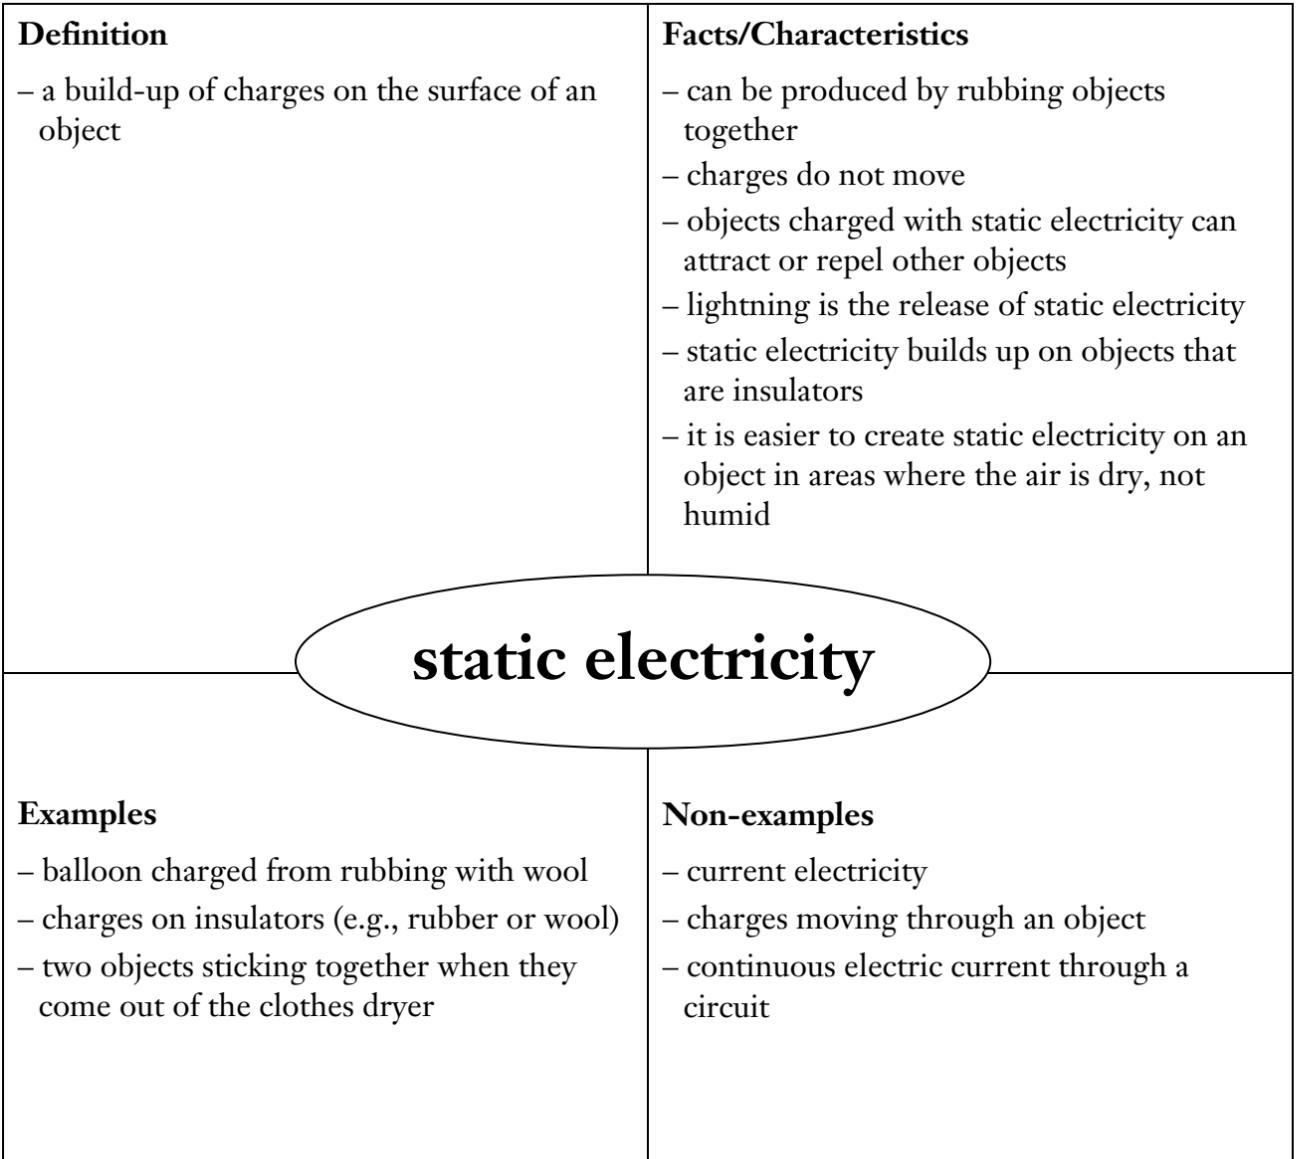 Definition
– a build-up of charges on the surface of an
object
Facts/Characteristics
– can be produced by rubbing objects
together
– charges do not move
– objects charged with static electricity can
attract or repel other objects
– lightning is the release of static electricity
– static electricity builds up on objects that
are insulators
– it is easier to create static electricity on an
object in areas where the air is dry, not
humid
static electricity
Examples
– balloon charged from rubbing with wool
– charges on insulators (e.g., rubber or wool)
– two objects sticking together when they
come out of the clothes dryer
Non-examples
– current electricity
– charges moving through an object
– continuous electric current through a
circuit